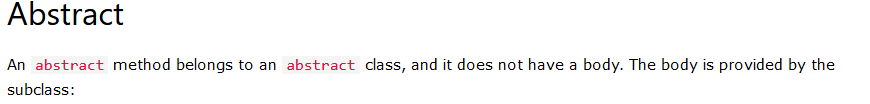 Abstract
An abstract method belongs to an abstract class, and it does not have a body. The body is provided by the
subclass: